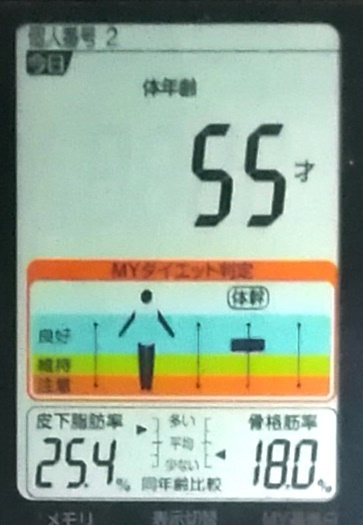 個人番号 2
今日
体年齢
55才
MYダイエット判定
体幹
良好
維持
注意
皮下脂肪率
25.4%
多い
平均
少ない
同年齢比較
骨格筋率
18.0%
メモリ
表示切替